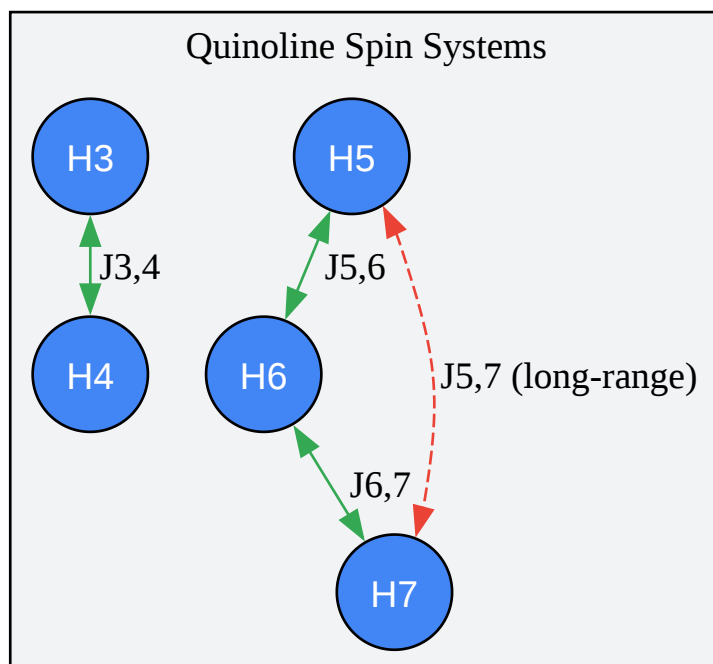 Quinoline Spin Systems
H3
H5
J3,4
J5,6
H4
H6
J5,7 (long-range)
J6,7
H7